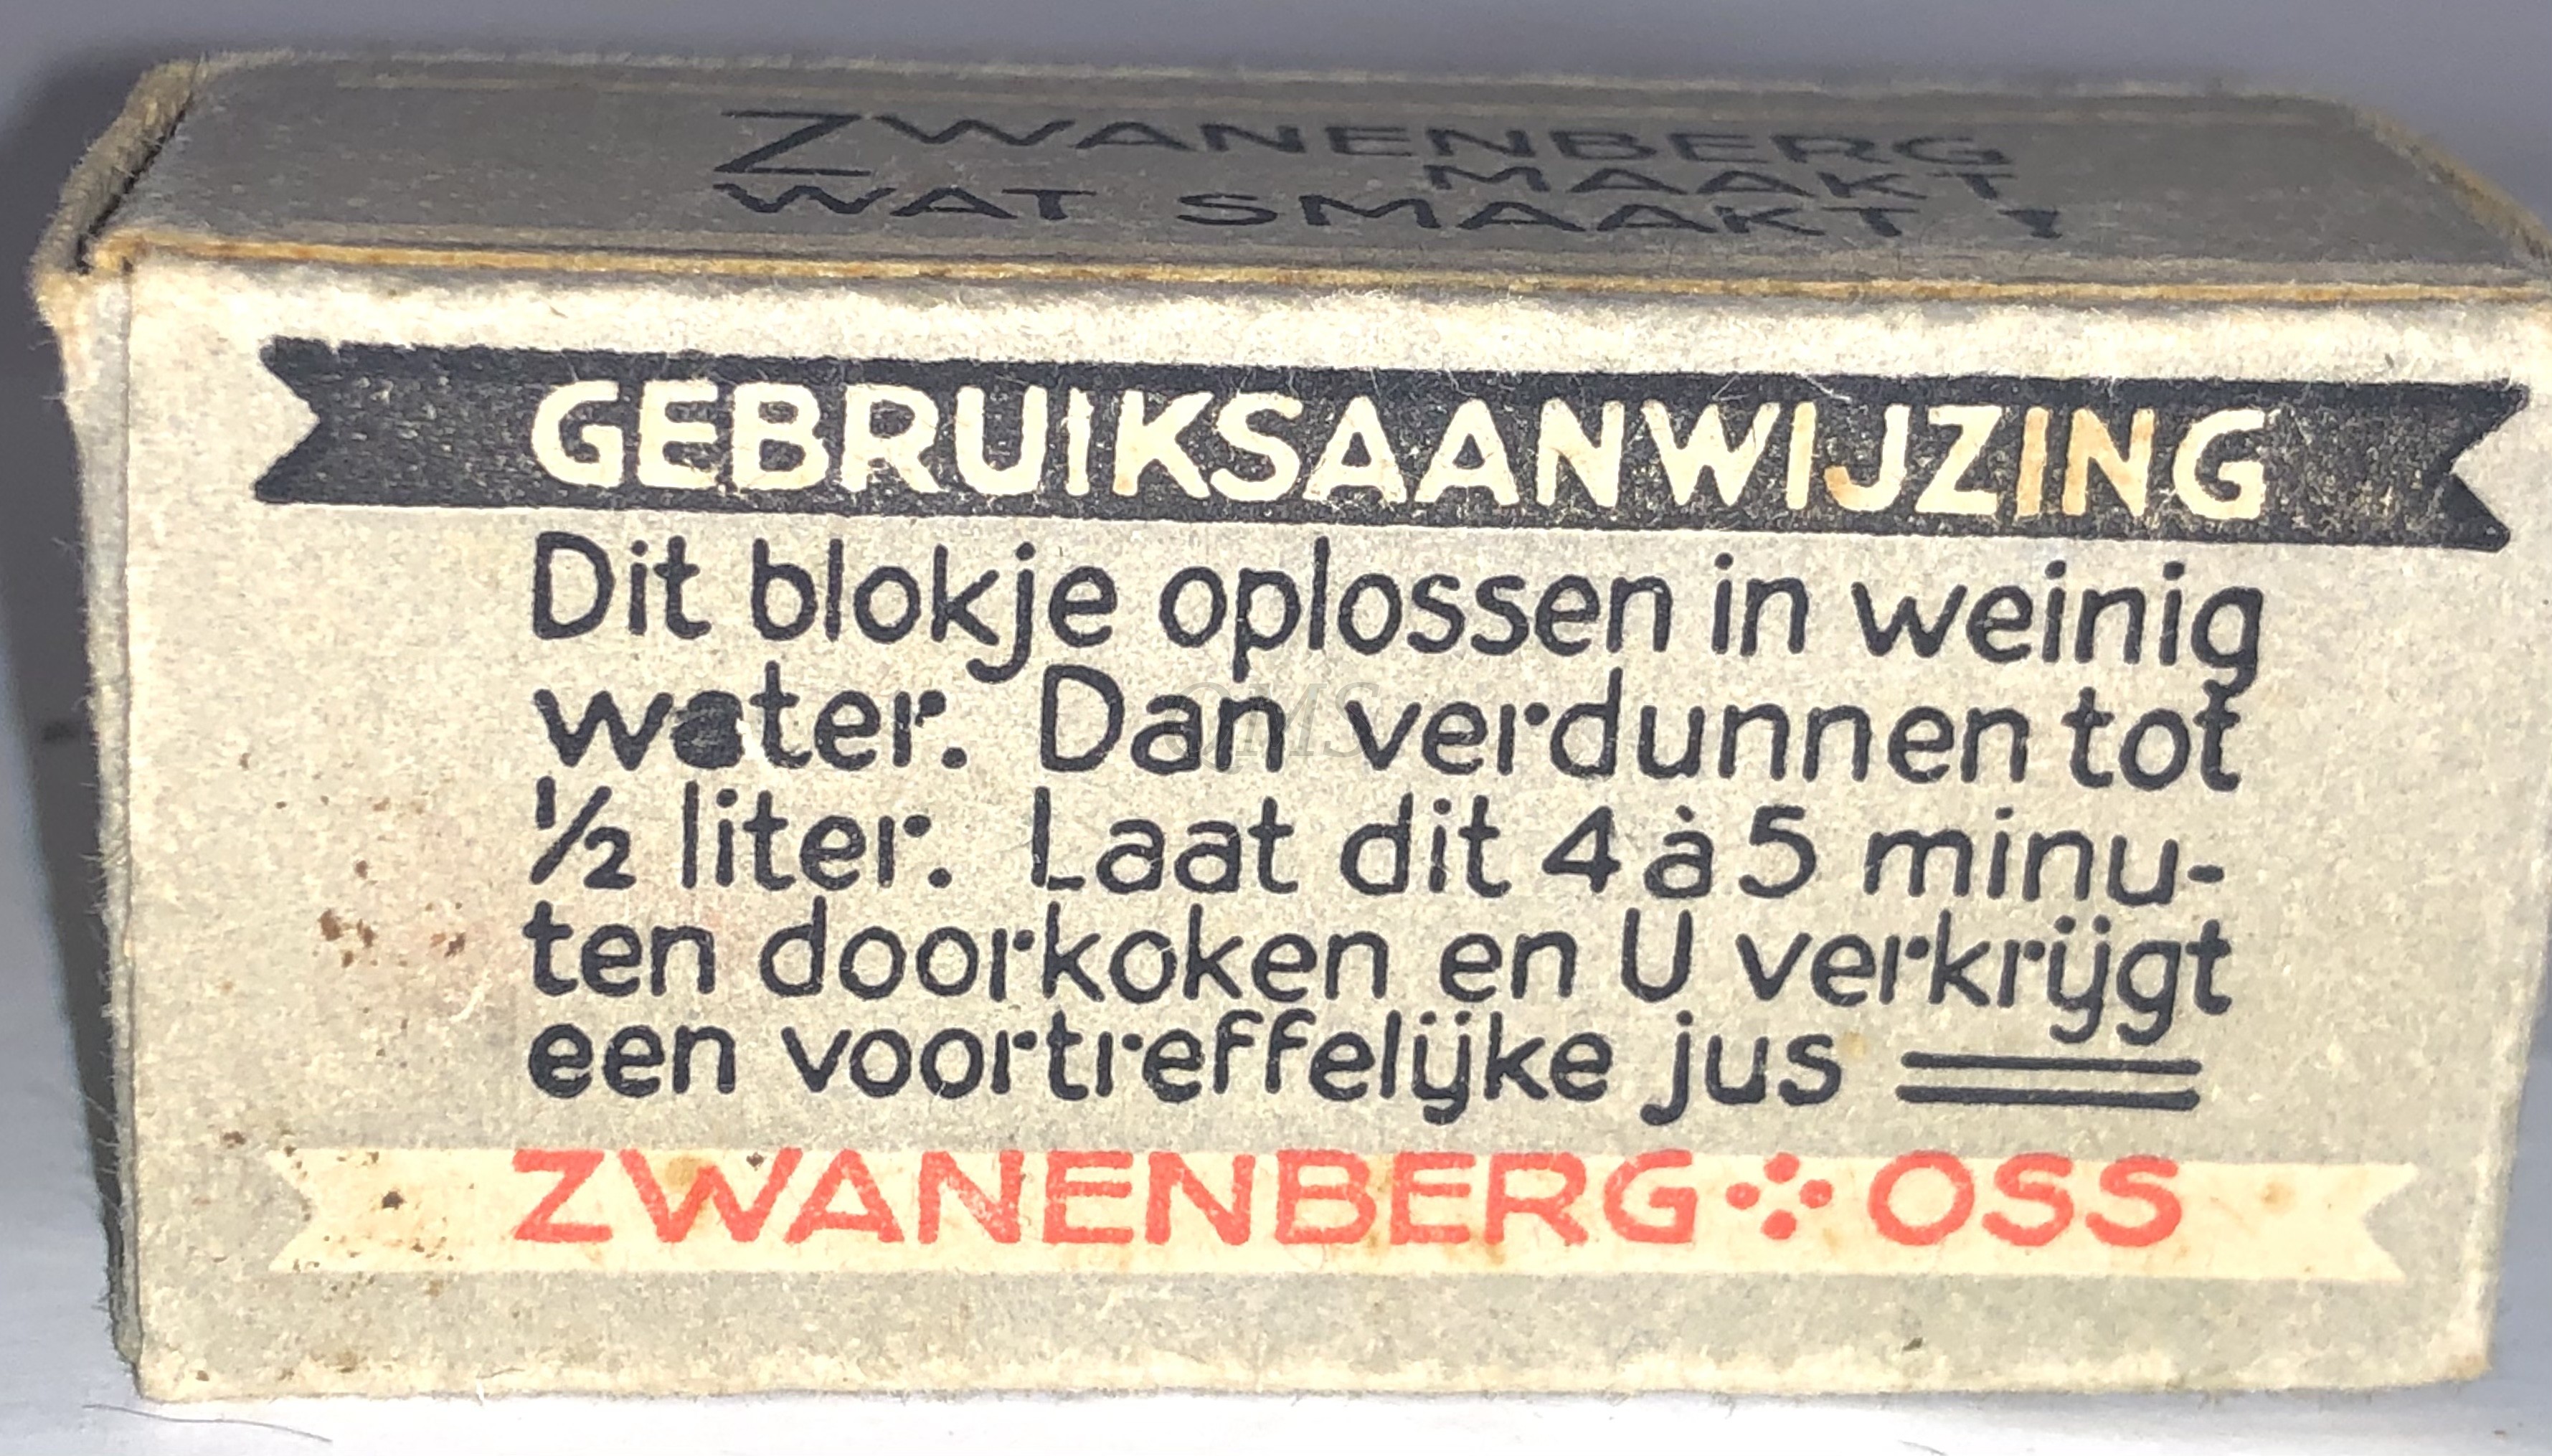 ZWANENBERG
MAAKT
WAT SMAAKT!
GEBRUIKSAANWIJZING
Dit blokje oplossen in weinig
water. Dan verdunnen tot
½ liter. Laat dit 4 à 5 minu-
ten doorkoken en U verkrijgt
een voortreffelijke jus
ZWANENBERG OSS
OMS